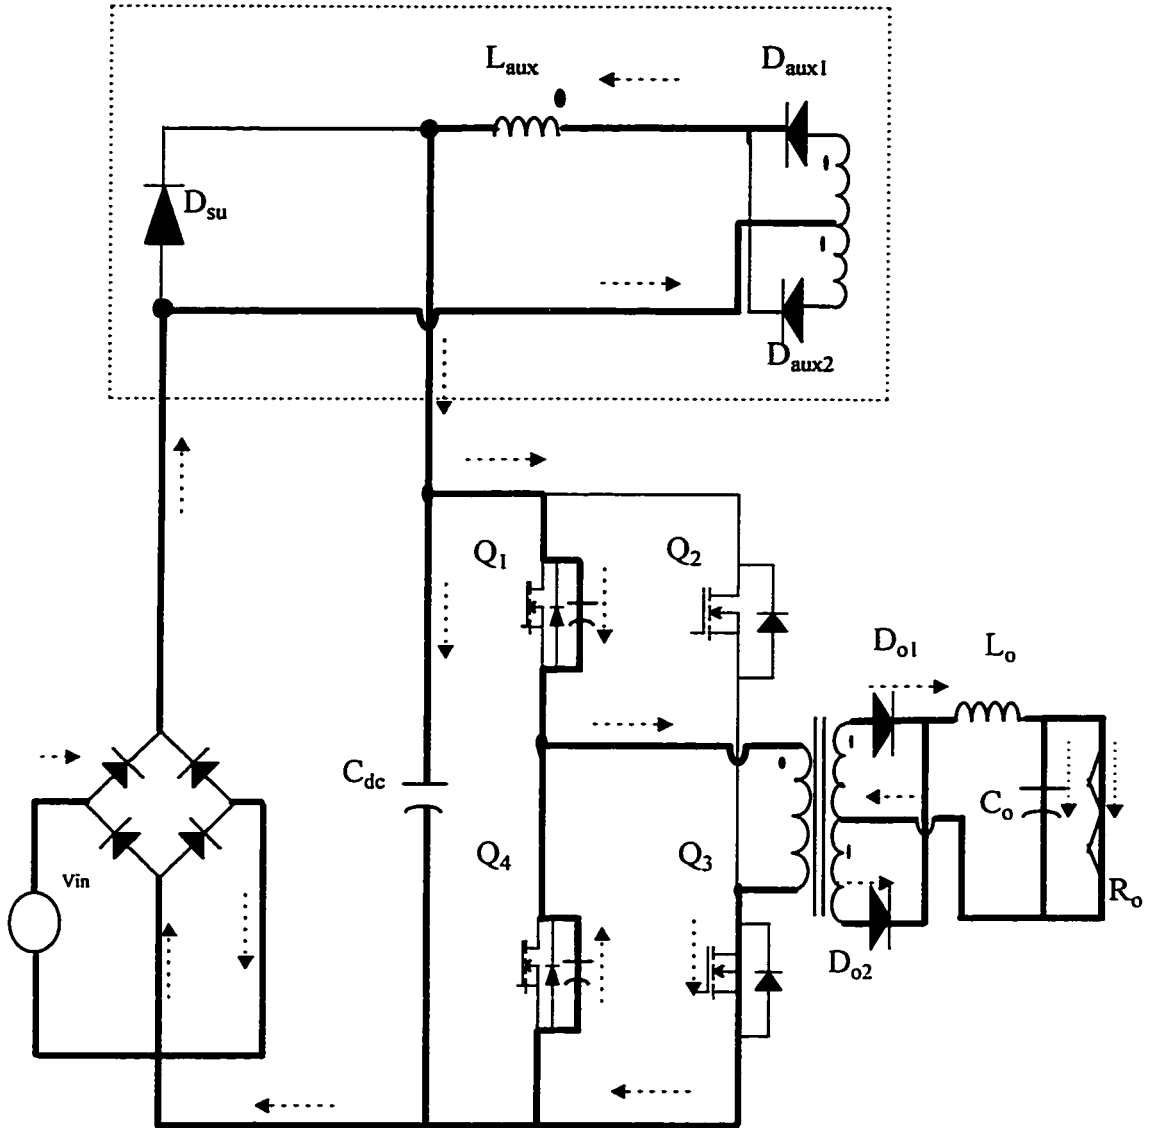 L_aux
D_aux1
D_su
D_aux2
Q_1
Q_2
D_o1
L_o
C_dc
C_o
Q_4
Q_3
Vin
R_o
D_o2